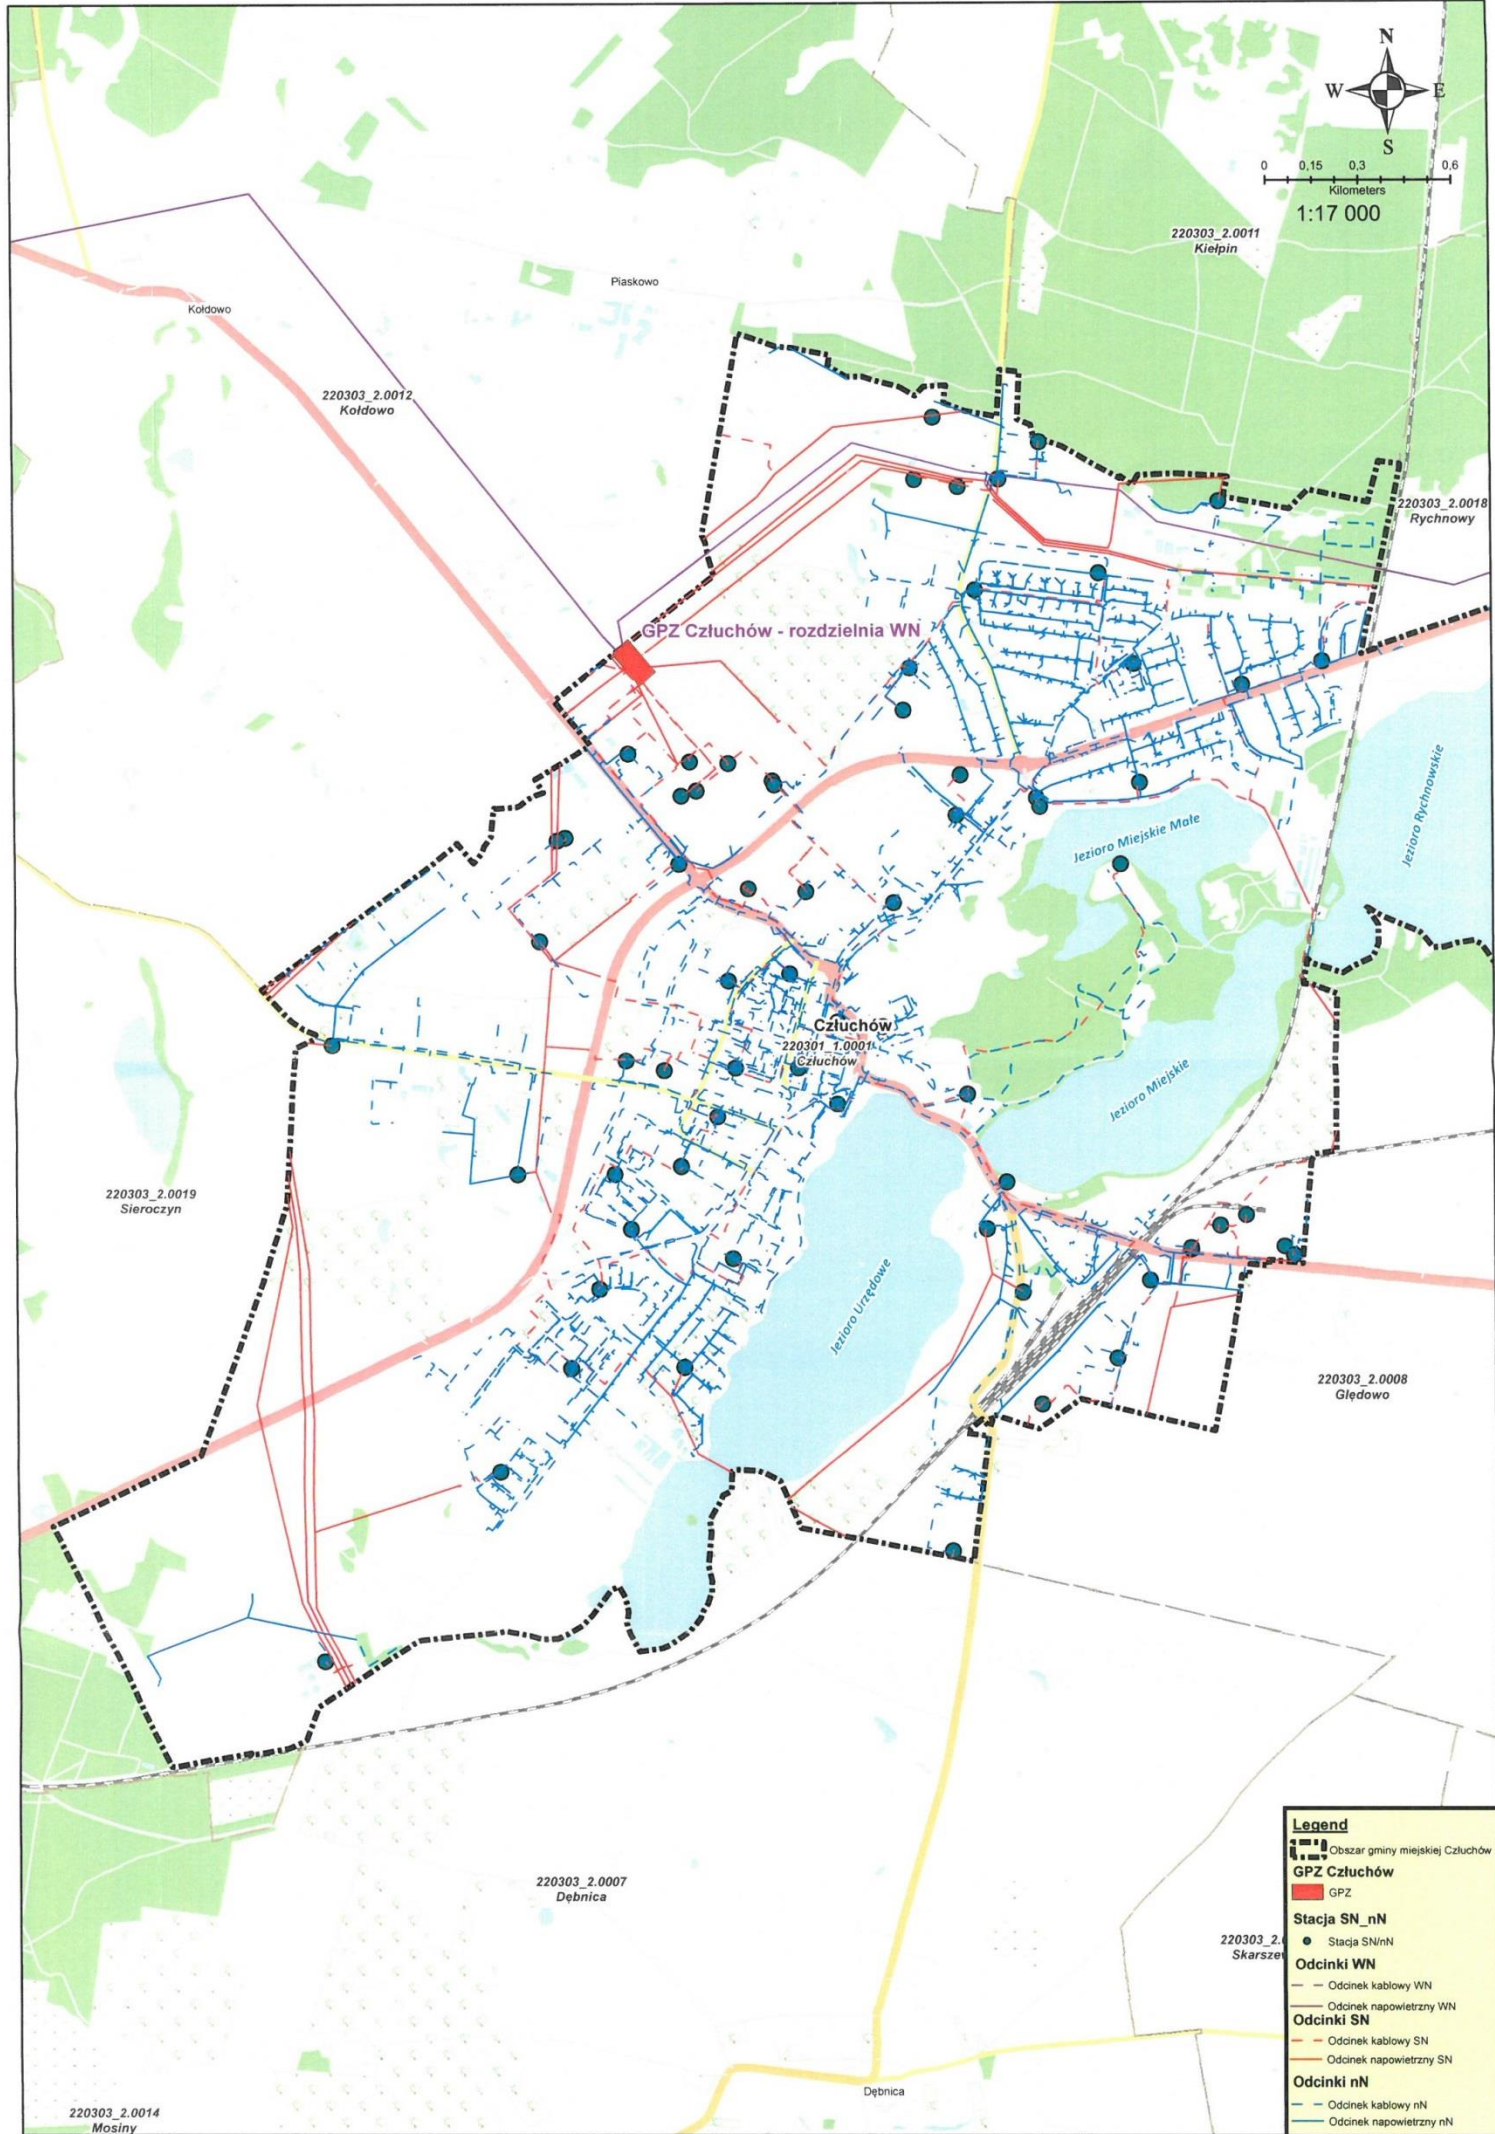 N
W E
S
0 0,15 0,3 0,6
Kilometers
1:17 000
220303_2.0011
Kiełpin
Piaskowo
Kołdowo
220303_2.0012
Kołdowo
220303_2.0018
Rychnowy
GPZ Człuchów - rozdzielnia WN
Jezioro Rychnowskie
Jezioro Miejskie Małe
Człuchów
220301_1.0001
Człuchów
Jezioro Miejskie
220303_2.0019
Sieroczyn
Jezioro Urzędowe
220303_2.0008
Ględowo
220303_2.0007
Dębnica
220303_2.0
Skarszew
Dębnica
220303_2.0014
Mosiny
Legend
Obszar gminy miejskiej Człuchów
GPZ Człuchów
GPZ
Stacja SN_nN
Stacja SN/nN
Odcinki WN
Odcinek kablowy WN
Odcinek napowietrzny WN
Odcinki SN
Odcinek kablowy SN
Odcinek napowietrzny SN
Odcinki nN
Odcinek kablowy nN
Odcinek napowietrzny nN